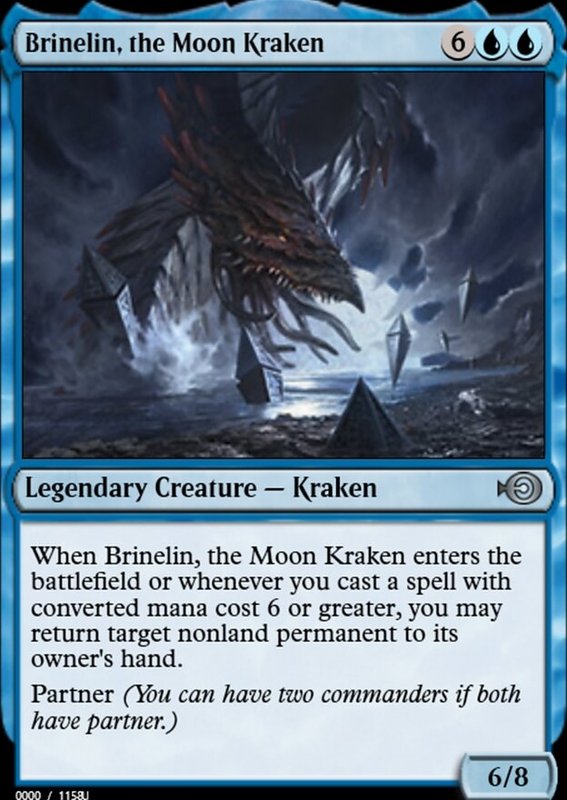 Brinelin, the Moon Kraken 6
Legendary Creature — Kraken
When Brinelin, the Moon Kraken enters the
battlefield or whenever you cast a spell with
converted mana cost 6 or greater, you may
return target nonland permanent to its
owner's hand.
Partner (You can have two commanders if both
have partner.)
6/8
0000 / 1158U